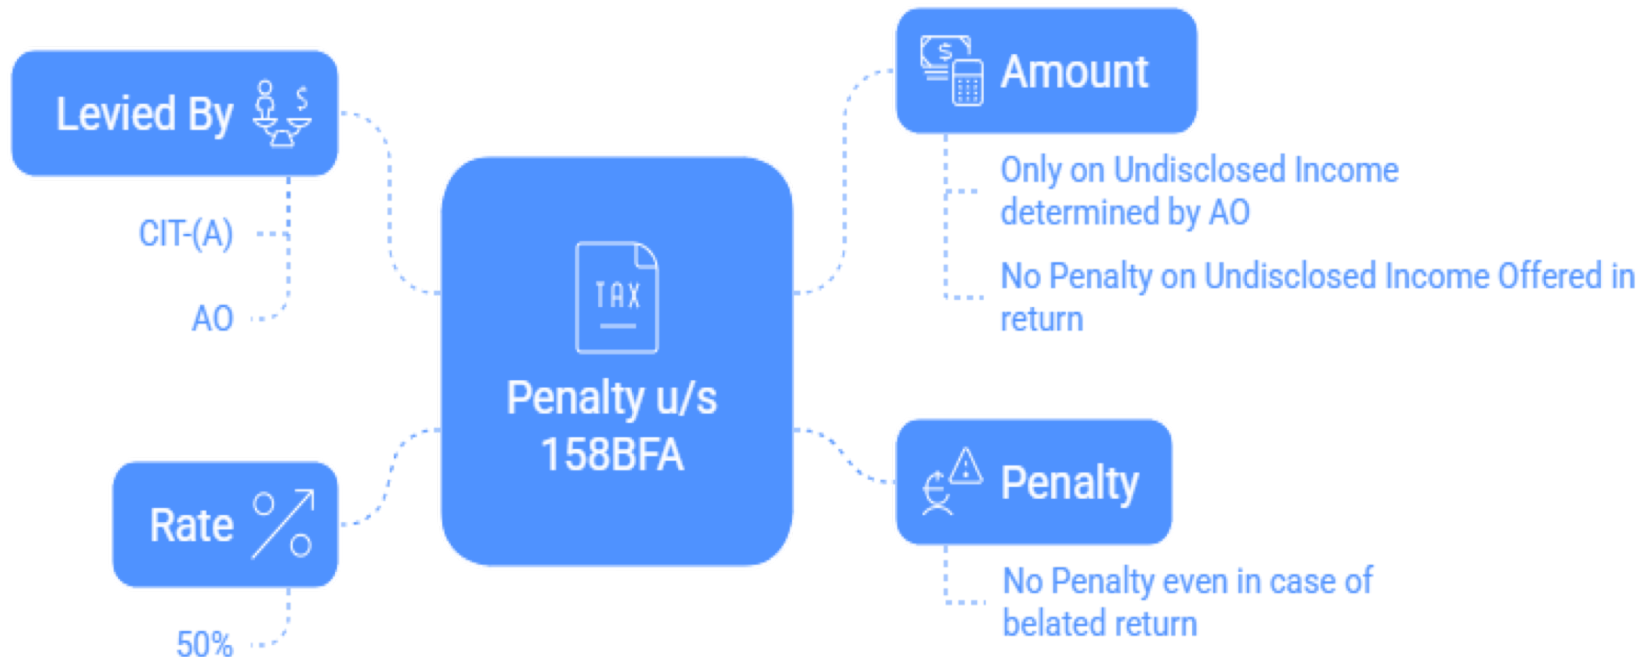 Levied By
CIT-(A)
AO
Rate
50%
TAX
Penalty u/s
158BFA
Amount
Only on Undisclosed Income
determined by AO
No Penalty on Undisclosed Income Offered in
return
Penalty
No Penalty even in case of
belated return